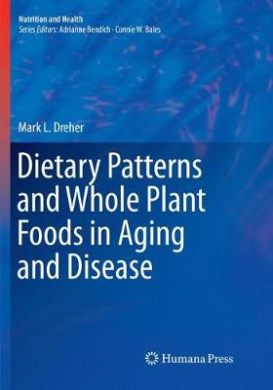 Nutrition and Health
Series Editors: Adrianne Bendich · Connie W. Bales
Mark L. Dreher
Dietary Patterns
and Whole Plant
Foods in Aging
and Disease
Humana Press